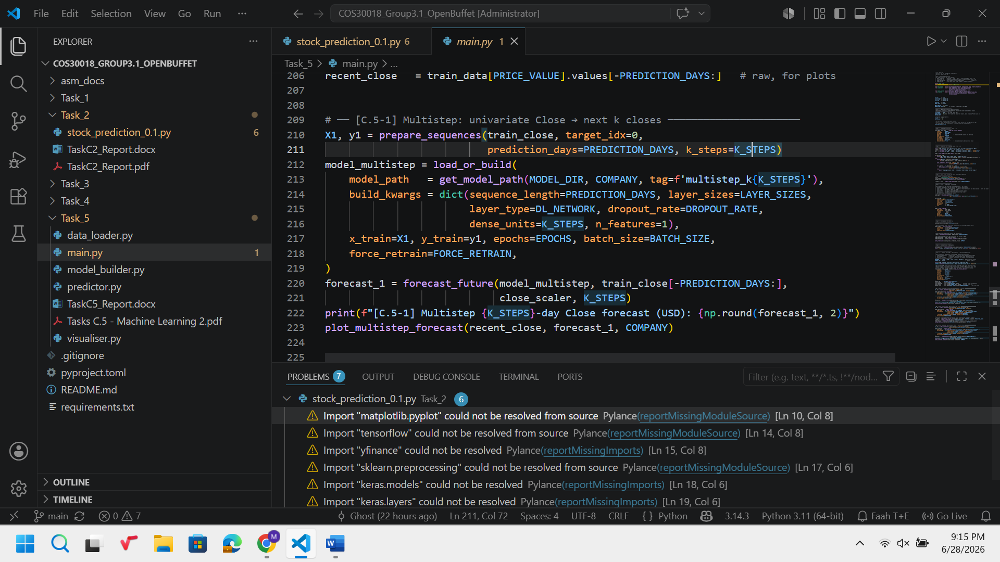 File Edit Selection View Go Run ...
COS30018_Group3.1_OpenBuffet [Administrator]
EXPLORER
COS30018_GROUP3.1_OPENBUFFET
asm_docs
Task_1
Task_2
stock_prediction_0.1.py 6
TaskC2_Report.docx
TaskC2_Report.pdf
Task_3
Task_4
Task_5
data_loader.py
main.py 1
model_builder.py
predictor.py
TaskC5_Report.docx
Tasks C.5 - Machine Learning 2.pdf
visualiser.py
.gitignore
pyproject.toml
README.md
requirements.txt
OUTLINE
TIMELINE
stock_prediction_0.1.py 6
main.py 1
Task_5 > main.py > ...
206 recent_close = train_data[PRICE_VALUE].values[-PREDICTION_DAYS:] # raw, for plots
207
208
209 # ── [C.5-1] Multistep: univariate Close → next k closes ──────────────────────
210 X1, y1 = prepare_sequences(train_close, target_idx=0,
211 prediction_days=PREDICTION_DAYS, k_steps=K_STEPS)
212 model_multistep = load_or_build(
213 model_path = get_model_path(MODEL_DIR, COMPANY, tag=f'multistep_k{K_STEPS}'),
214 build_kwargs = dict(sequence_length=PREDICTION_DAYS, layer_sizes=LAYER_SIZES,
215 layer_type=DL_NETWORK, dropout_rate=DROPOUT_RATE,
216 dense_units=K_STEPS, n_features=1),
217 x_train=X1, y_train=y1, epochs=EPOCHS, batch_size=BATCH_SIZE,
218 force_retrain=FORCE_RETRAIN,
219 )
220 forecast_1 = forecast_future(model_multistep, train_close[-PREDICTION_DAYS:],
221 close_scaler, K_STEPS)
222 print(f"[C.5-1] Multistep {K_STEPS}-day Close forecast (USD): {np.round(forecast_1, 2)}")
223 plot_multistep_forecast(recent_close, forecast_1, COMPANY)
224
225
PROBLEMS 7 OUTPUT DEBUG CONSOLE TERMINAL PORTS
Filter (e.g. text, **/*.ts, !**/nod...
stock_prediction_0.1.py Task_2 6
Import "matplotlib.pyplot" could not be resolved from source Pylance(reportMissingModuleSource) [Ln 10, Col 8]
Import "tensorflow" could not be resolved from source Pylance(reportMissingModuleSource) [Ln 14, Col 8]
Import "yfinance" could not be resolved Pylance(reportMissingImports) [Ln 15, Col 8]
Import "sklearn.preprocessing" could not be resolved from source Pylance(reportMissingModuleSource) [Ln 17, Col 6]
Import "keras.models" could not be resolved Pylance(reportMissingImports) [Ln 18, Col 6]
Import "keras.layers" could not be resolved Pylance(reportMissingImports) [Ln 19, Col 6]
main 0 7 Ghost (22 hours ago) Ln 211, Col 72 Spaces: 4 UTF-8 CRLF { } Python 3.14.3 Python 3.11 (64-bit) Faah T+E Go Live
M
W
9:15 PM
6/28/2026